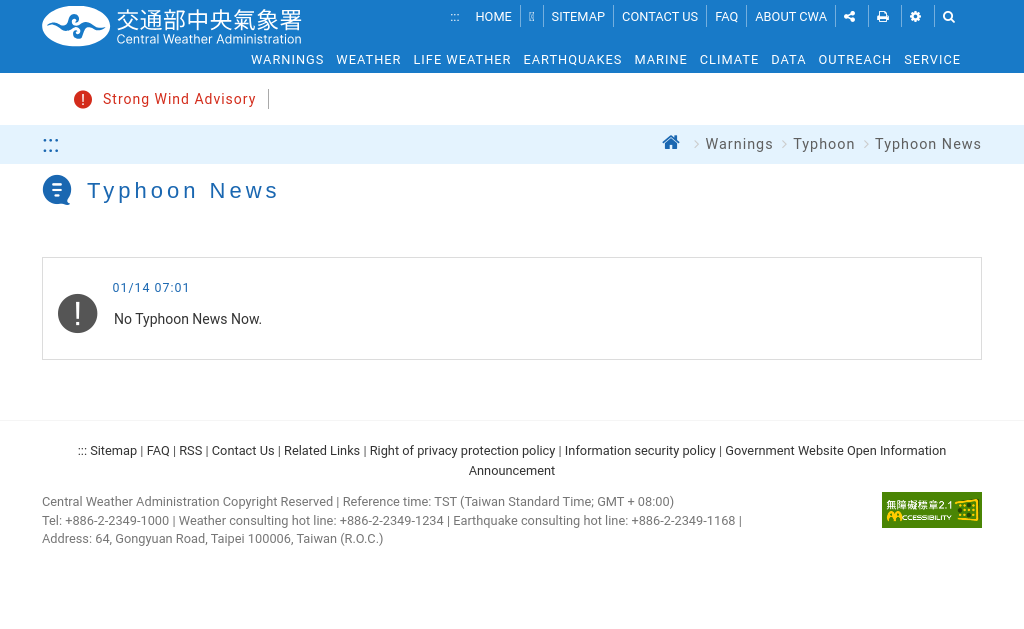 交通部中央氣象署
Central Weather Administration
::: HOME SITEMAP CONTACT US FAQ ABOUT CWA
WARNINGS WEATHER LIFE WEATHER EARTHQUAKES MARINE CLIMATE DATA OUTREACH SERVICE
Strong Wind Advisory
:::
Warnings Typhoon Typhoon News
Typhoon News
01/14 07:01
No Typhoon News Now.
::: Sitemap | FAQ | RSS | Contact Us | Related Links | Right of privacy protection policy | Information security policy | Government Website Open Information
Announcement
Central Weather Administration Copyright Reserved | Reference time: TST (Taiwan Standard Time; GMT + 08:00)
Tel: +886-2-2349-1000 | Weather consulting hot line: +886-2-2349-1234 | Earthquake consulting hot line: +886-2-2349-1168 |
Address: 64, Gongyuan Road, Taipei 100006, Taiwan (R.O.C.)
無障礙標章2.1
ACCESSIBILITY